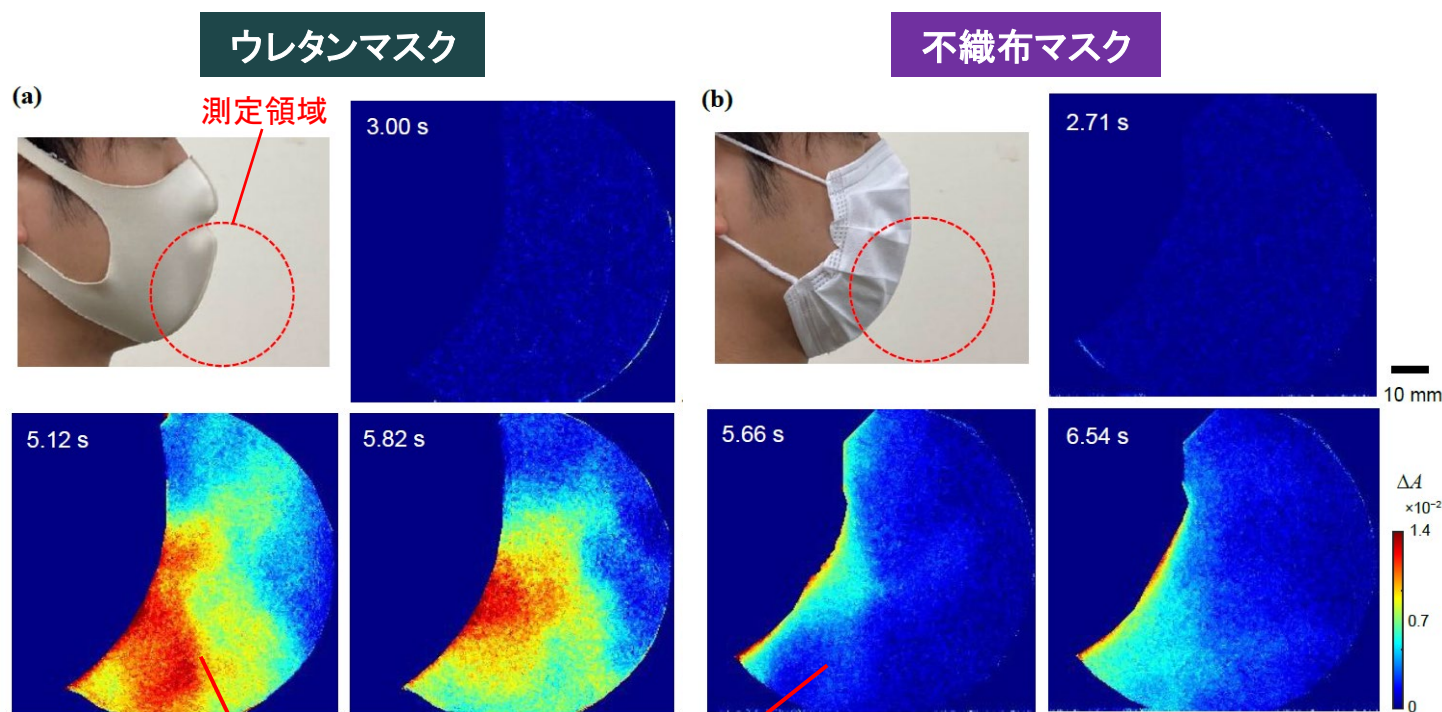 ウレタンマスク
不織布マスク
(a)
測定領域
3.00 s
(b)
2.71 s
10 mm
5.12 s
5.82 s
5.66 s
6.54 s
ΔA
×10⁻²
1.4
0.7
0